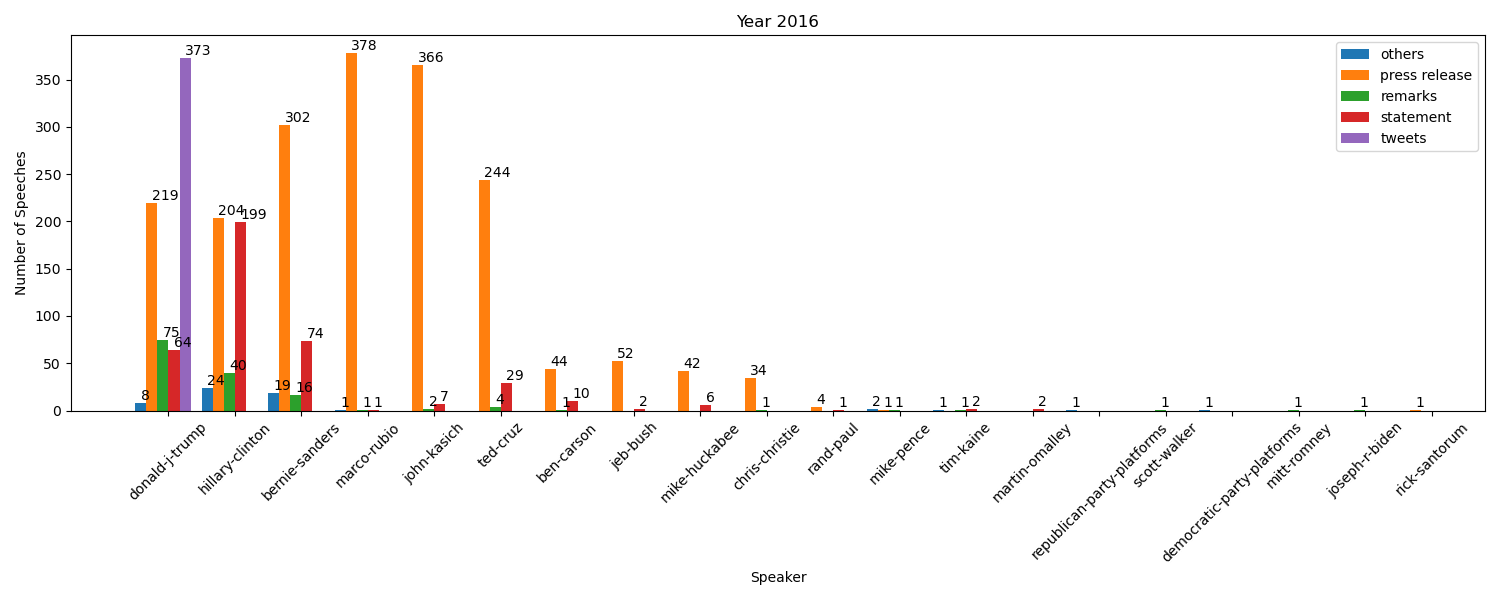 Year 2016
others
press release
remarks
statement
tweets
Number of Speeches
350
300
250
200
150
100
50
0
8
219
75
64
373
24
204
40
199
19
302
16
74
1
378
1
1
366
2
7
244
4
29
44
1
10
52
2
42
6
34
1
4
1
2
1
1
1
1
2
2
1
1
1
1
1
1
donald-j-trump
hillary-clinton
bernie-sanders
marco-rubio
john-kasich
ted-cruz
ben-carson
jeb-bush
mike-huckabee
chris-christie
rand-paul
mike-pence
tim-kaine
martin-omalley
republican-party-platforms
scott-walker
democratic-party-platforms
mitt-romney
joseph-r-biden
rick-santorum
Speaker